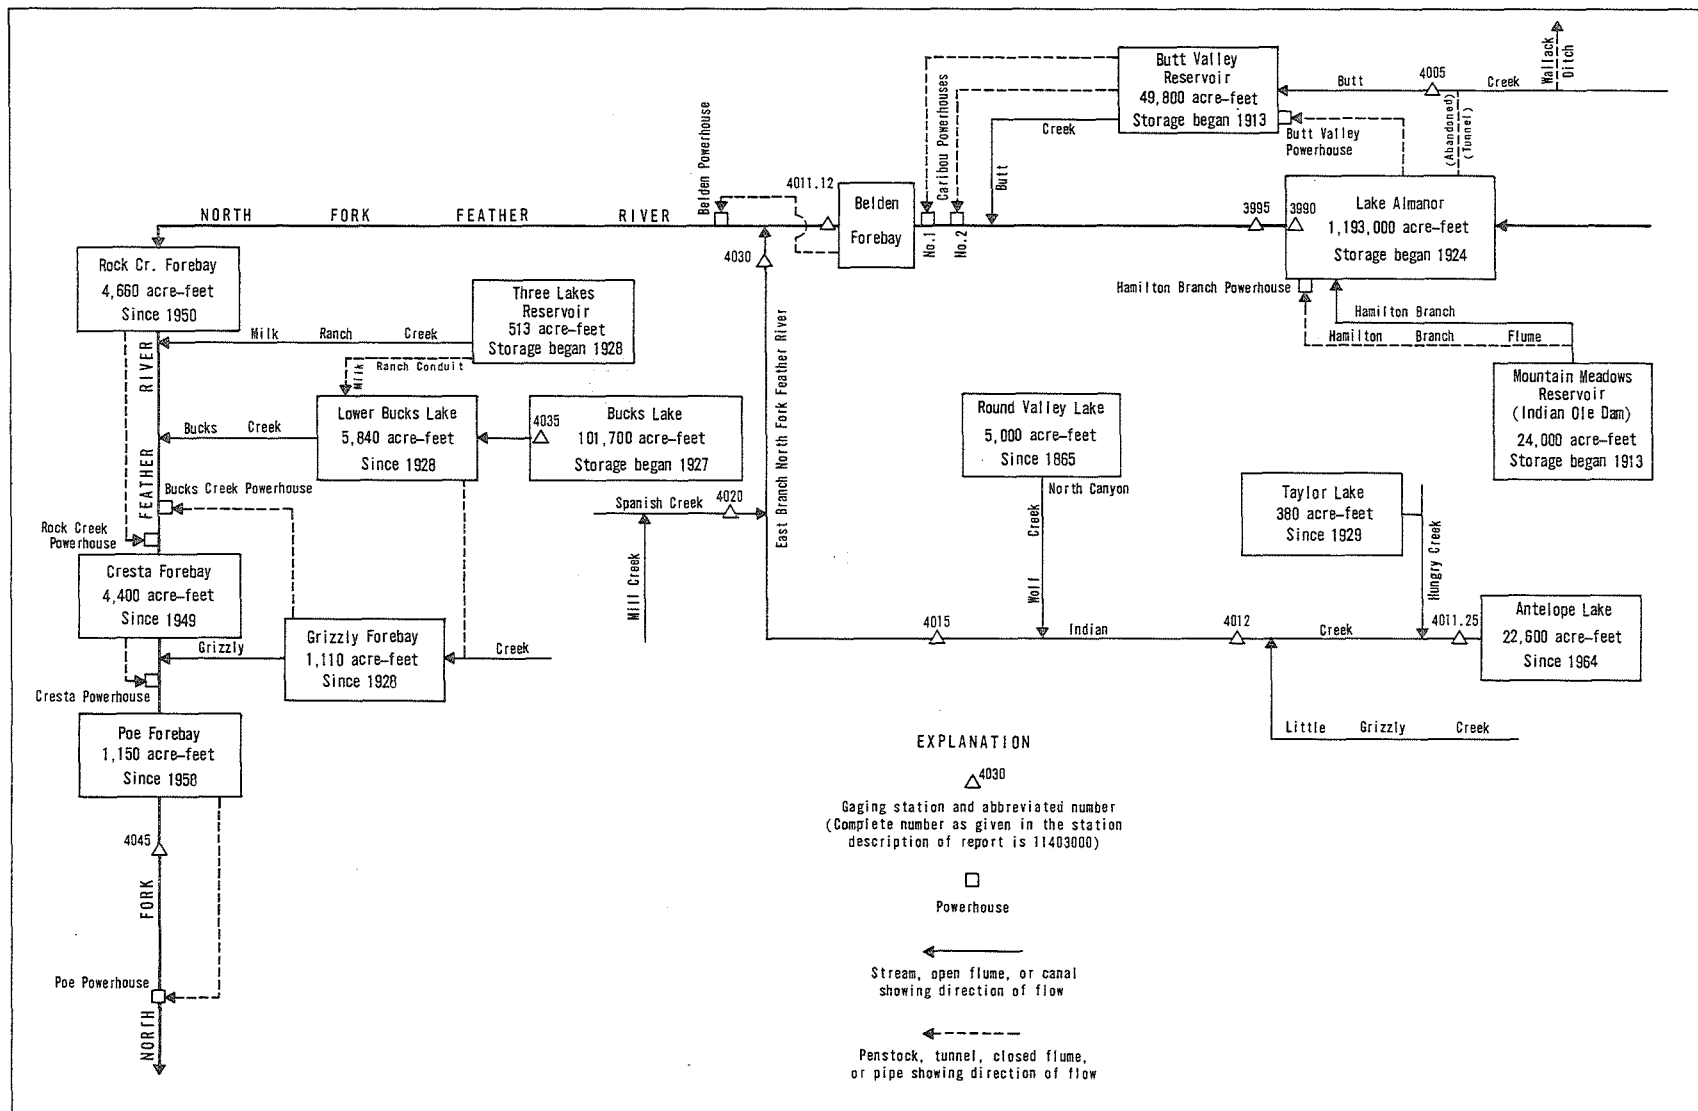 Wallack
Ditch
Butt Valley
Reservoir
49,800 acre-feet
Storage began 1913
Butt Creek
4005
(Abandoned)
(Tunnel)
Butt Valley
Powerhouse
Caribou Powerhouses
No.1
No.2
Creek
Butt
Belden Powerhouse
4011.12
Belden
Forebay
3995
3990
Lake Almanor
1,193,000 acre-feet
Storage began 1924
NORTH FORK FEATHER RIVER
4030
Hamilton Branch Powerhouse
Hamilton Branch
Hamilton Branch Flume
Rock Cr. Forebay
4,660 acre-feet
Since 1950
Three Lakes
Reservoir
513 acre-feet
Storage began 1928
Milk Ranch Creek
Milk
Ranch Conduit
Mountain Meadows
Reservoir
(Indian Ole Dam)
24,000 acre-feet
Storage began 1913
Lower Bucks Lake
5,840 acre-feet
Since 1928
4035
Bucks Lake
101,700 acre-feet
Storage began 1927
Bucks Creek
Round Valley Lake
5,000 acre-feet
Since 1865
North Canyon
Wolf Creek
East Branch North Fork Feather River
Bucks Creek Powerhouse
Rock Creek
Powerhouse
Spanish Creek
4020
Mill Creek
Taylor Lake
380 acre-feet
Since 1929
Hungry Creek
Cresta Forebay
4,400 acre-feet
Since 1949
Grizzly Forebay
1,110 acre-feet
Since 1928
Grizzly
Creek
4015
Indian
4012
Creek
4011.25
Antelope Lake
22,600 acre-feet
Since 1964
Cresta Powerhouse
Little Grizzly Creek
Poe Forebay
1,150 acre-feet
Since 1958
4045
Poe Powerhouse
NORTH FORK FEATHER RIVER
EXPLANATION
4030
Gaging station and abbreviated number
(Complete number as given in the station
description of report is 11403000)
Powerhouse
Stream, open flume, or canal
showing direction of flow
Penstock, tunnel, closed flume,
or pipe showing direction of flow